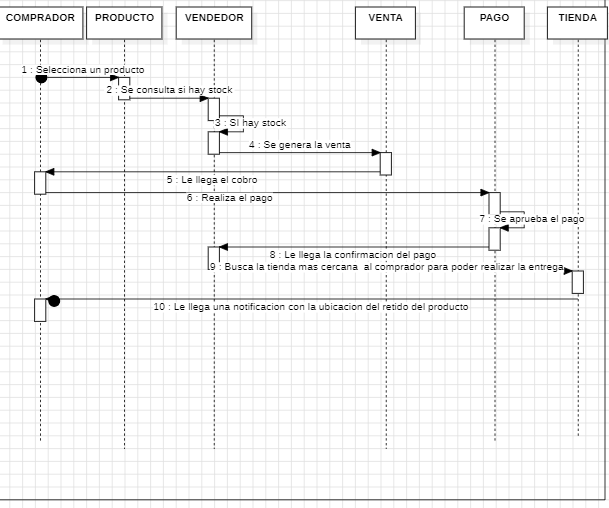 COMPRADOR
PRODUCTO
VENDEDOR
VENTA
PAGO
TIENDA
1 : Selecciona un producto
2 : Se consulta si hay stock
3 : Si hay stock
4 : Se genera la venta
5 : Le llega el cobro
6 : Realiza el pago
7 : Se aprueba el pago
8 : Le llega la confirmacion del pago
9 : Busca la tienda mas cercana al comprador para poder realizar la entrega
10 : Le llega una notificacion con la ubicacion del retido del producto